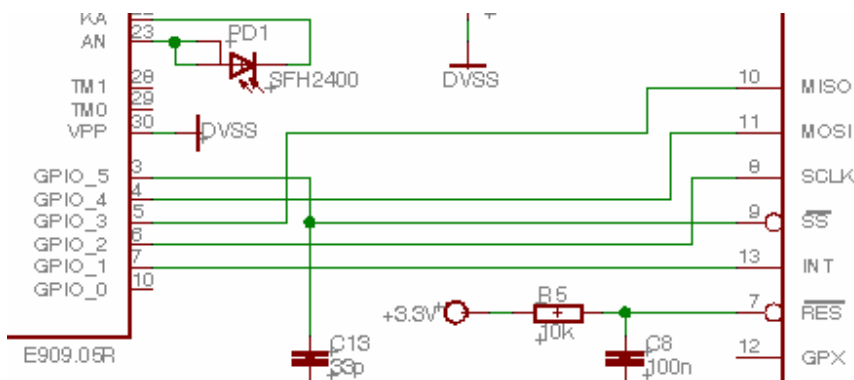 KA
AN
23
PD1
SFH2400
DVSS
TM1
28
TM0
29
VPP
30
DVSS
GPIO_5
3
GPIO_4
4
GPIO_3
5
GPIO_2
6
GPIO_1
7
GPIO_0
10
E909.05R
C13
33p
+3.3V
R5
10k
C8
100n
10
MISO
11
MOSI
8
SCLK
9
SS
13
INT
7
RES
12
GPX